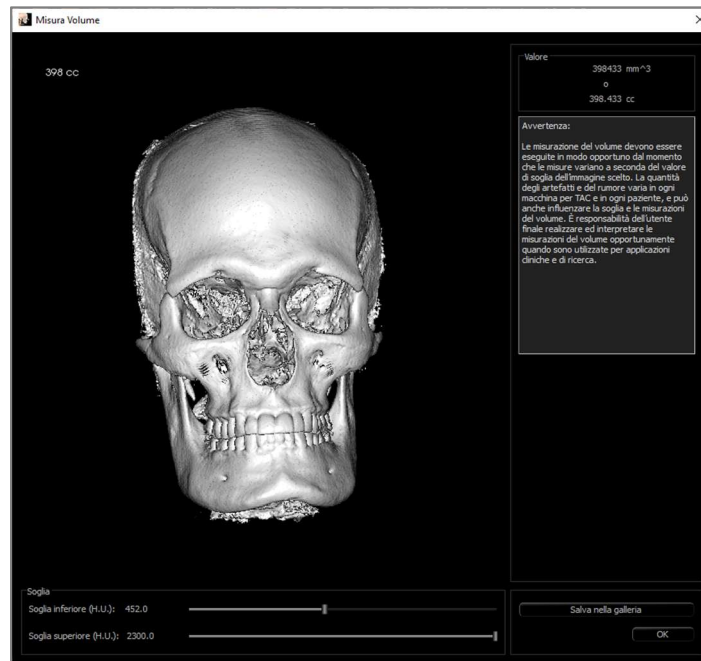 Misura Volume
398 cc
Valore
398433 mm^3
o
398.433 cc
Avvertenza:
Le misurazione del volume devono essere
eseguite in modo opportuno dal momento
che le misure variano a seconda del valore
di soglia dell'immagine scelto. La quantità
degli artefatti e del rumore varia in ogni
macchina per TAC e in ogni paziente, e può
anche influenzare la soglia e le misurazioni
del volume. É responsabilità dell'utente
finale realizzare ed interpretare le
misurazioni del volume opportunamente
quando sono utilizzate per applicazioni
cliniche e di ricerca.
Soglia
Soglia inferiore (H.U.): 452.0
Soglia superiore (H.U.): 2300.0
Salva nella galleria
OK